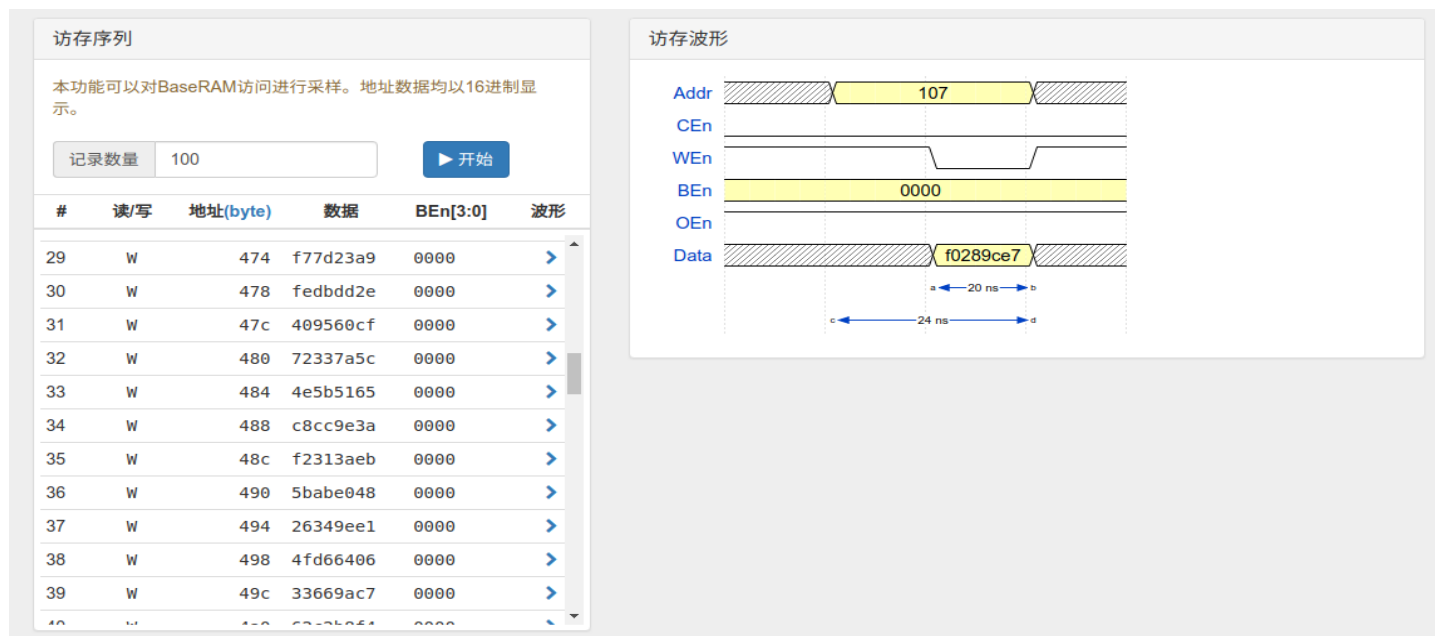 访存序列
本功能可以对BaseRAM访问进行采样。地址数据均以16进制显
示。
记录数量 100 开始
# 读/写 地址(byte) 数据 BEn[3:0] 波形
29 W 474 f77d23a9 0000
30 W 478 fedbdd2e 0000
31 W 47c 409560cf 0000
32 W 480 72337a5c 0000
33 W 484 4e5b5165 0000
34 W 488 c8cc9e3a 0000
35 W 48c f2313aeb 0000
36 W 490 5babe048 0000
37 W 494 26349ee1 0000
38 W 498 4fd66406 0000
39 W 49c 33669ac7 0000
访存波形
Addr 107
CEn
WEn
BEn 0000
OEn
Data f0289ce7
a 20 ns b
c 24 ns d